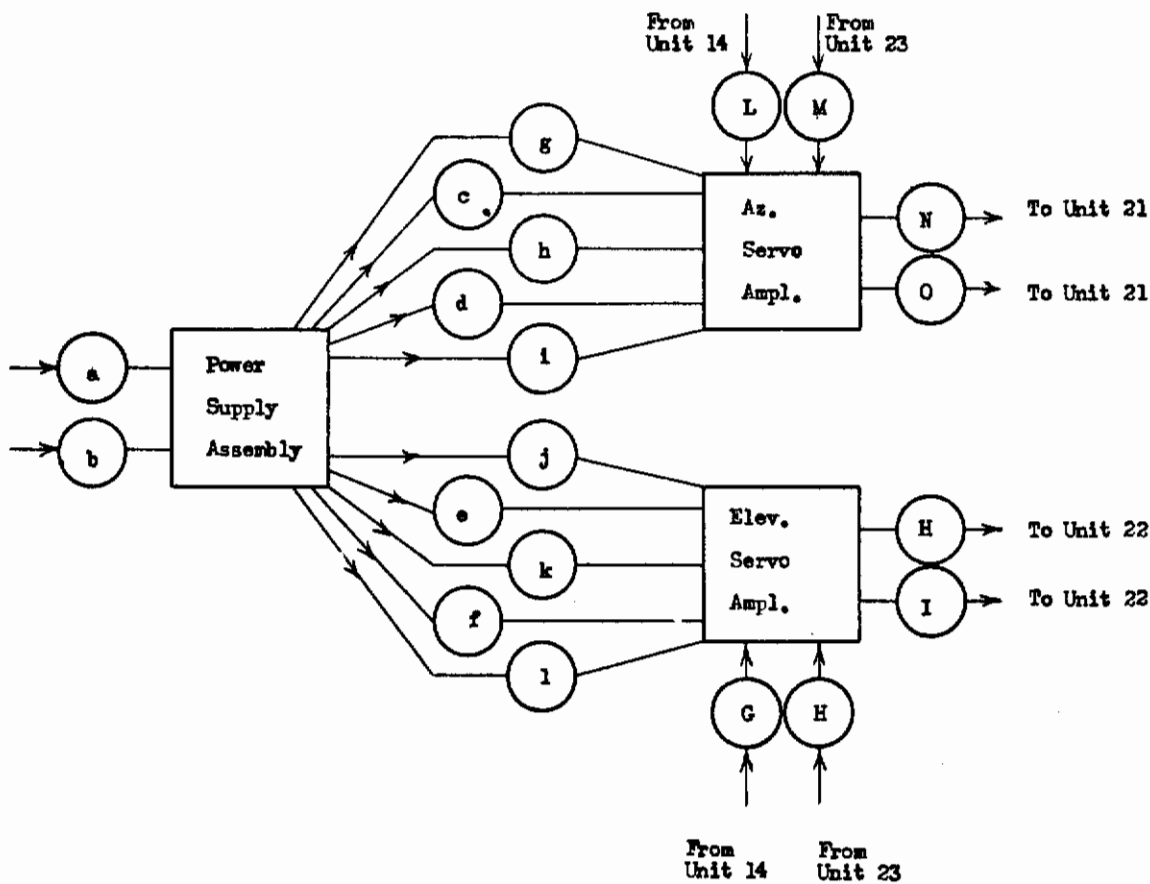 From
Unit 14
From
Unit 23
L
M
g
c
h
d
i
Az.
Servo
Ampl.
N
To Unit 21
O
To Unit 21
a
b
Power
Supply
Assembly
j
e
k
f
l
Elev.
Servo
Ampl.
H
To Unit 22
I
To Unit 22
G
H
From
Unit 14
From
Unit 23